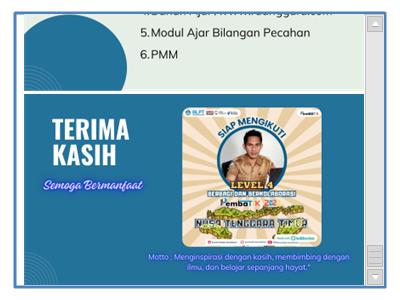 5.Modul Ajar Bilangan Pecahan
6.PMM
TERIMA
KASIH
Semoga Bermanfaat
SIAP MENGIKUTI
LEVEL 4
BERBAGI DAN BERKOLABORASI
PembaTIK 202
NUSA TENGGARA TIMUR
Motto : Menginspirasi dengan kasih, membimbing dengan
ilmu, dan belajar sepanjang hayat."